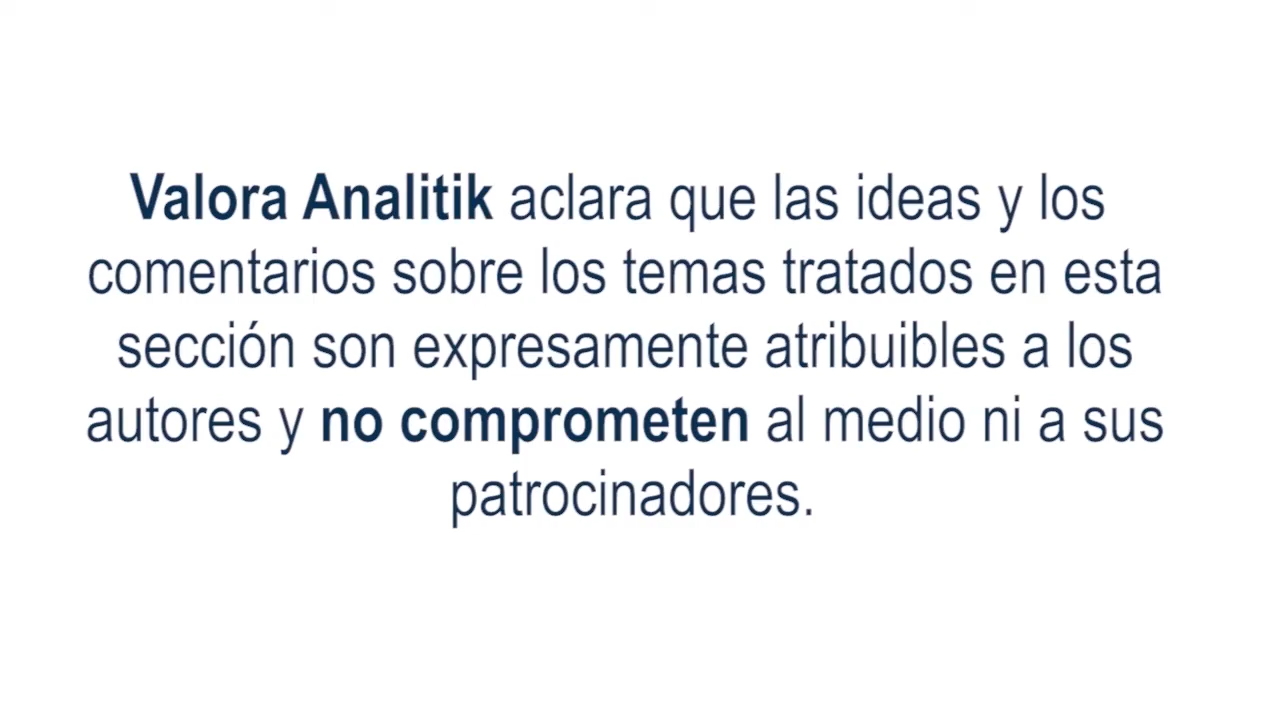 Valora Analitik aclara que las ideas y los
comentarios sobre los temas tratados en esta
sección son expresamente atribuibles a los
autores y no comprometen al medio ni a sus
patrocinadores.